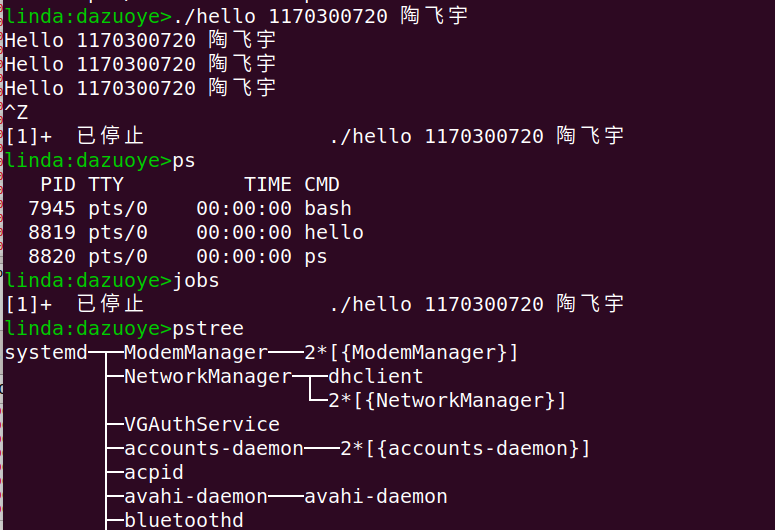 linda:dazuoye>./hello 1170300720 陶飞宇
Hello 1170300720 陶飞宇
Hello 1170300720 陶飞宇
Hello 1170300720 陶飞宇
^Z
[1]+  已停止               ./hello 1170300720 陶飞宇
linda:dazuoye>ps
   PID TTY          TIME CMD
  7945 pts/0    00:00:00 bash
  8819 pts/0    00:00:00 hello
  8820 pts/0    00:00:00 ps
linda:dazuoye>jobs
[1]+  已停止               ./hello 1170300720 陶飞宇
linda:dazuoye>pstree
systemd─┬─ModemManager───2*[{ModemManager}]
        ├─NetworkManager─┬─dhclient
        │                └─2*[{NetworkManager}]
        ├─VGAuthService
        ├─accounts-daemon───2*[{accounts-daemon}]
        ├─acpid
        ├─avahi-daemon───avahi-daemon
        ├─bluetoothd